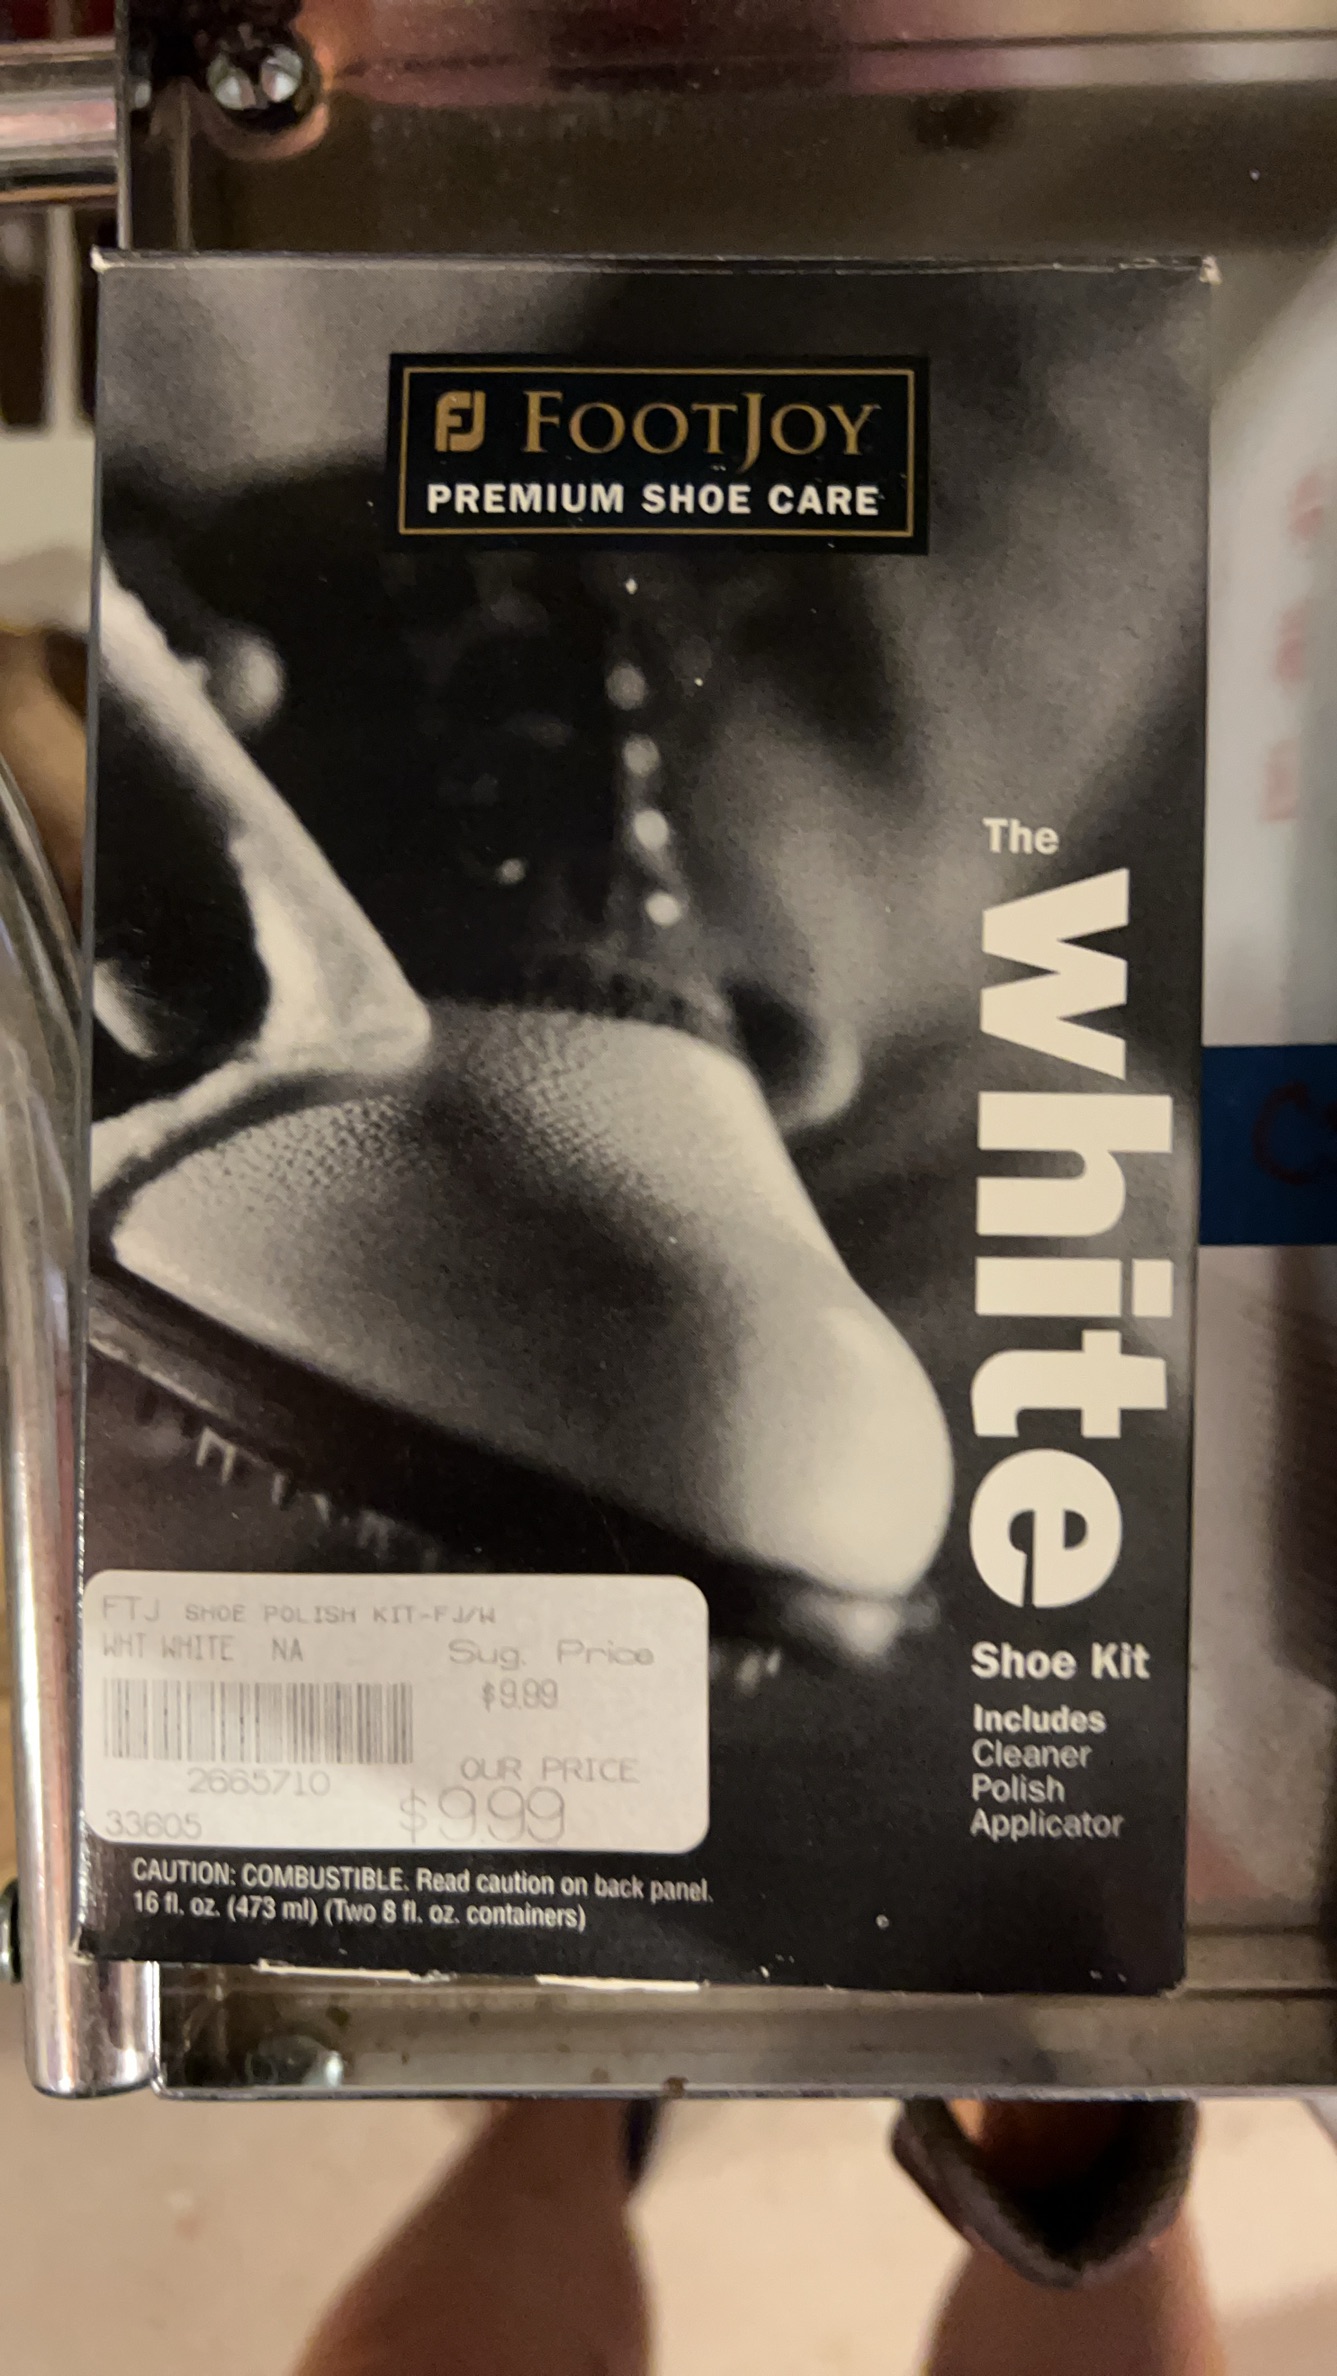 FJ FOOTJOY
PREMIUM SHOE CARE
The
white
Shoe Kit
Includes
Cleaner
Polish
Applicator
FTJ SHOE POLISH KIT-FJ/W
WHT WHITE NA
Sug. Price
$9.99
2665710
OUR PRICE
33605
$9.99
CAUTION: COMBUSTIBLE. Read caution on back panel.
16 fl. oz. (473 ml) (Two 8 fl. oz. containers)